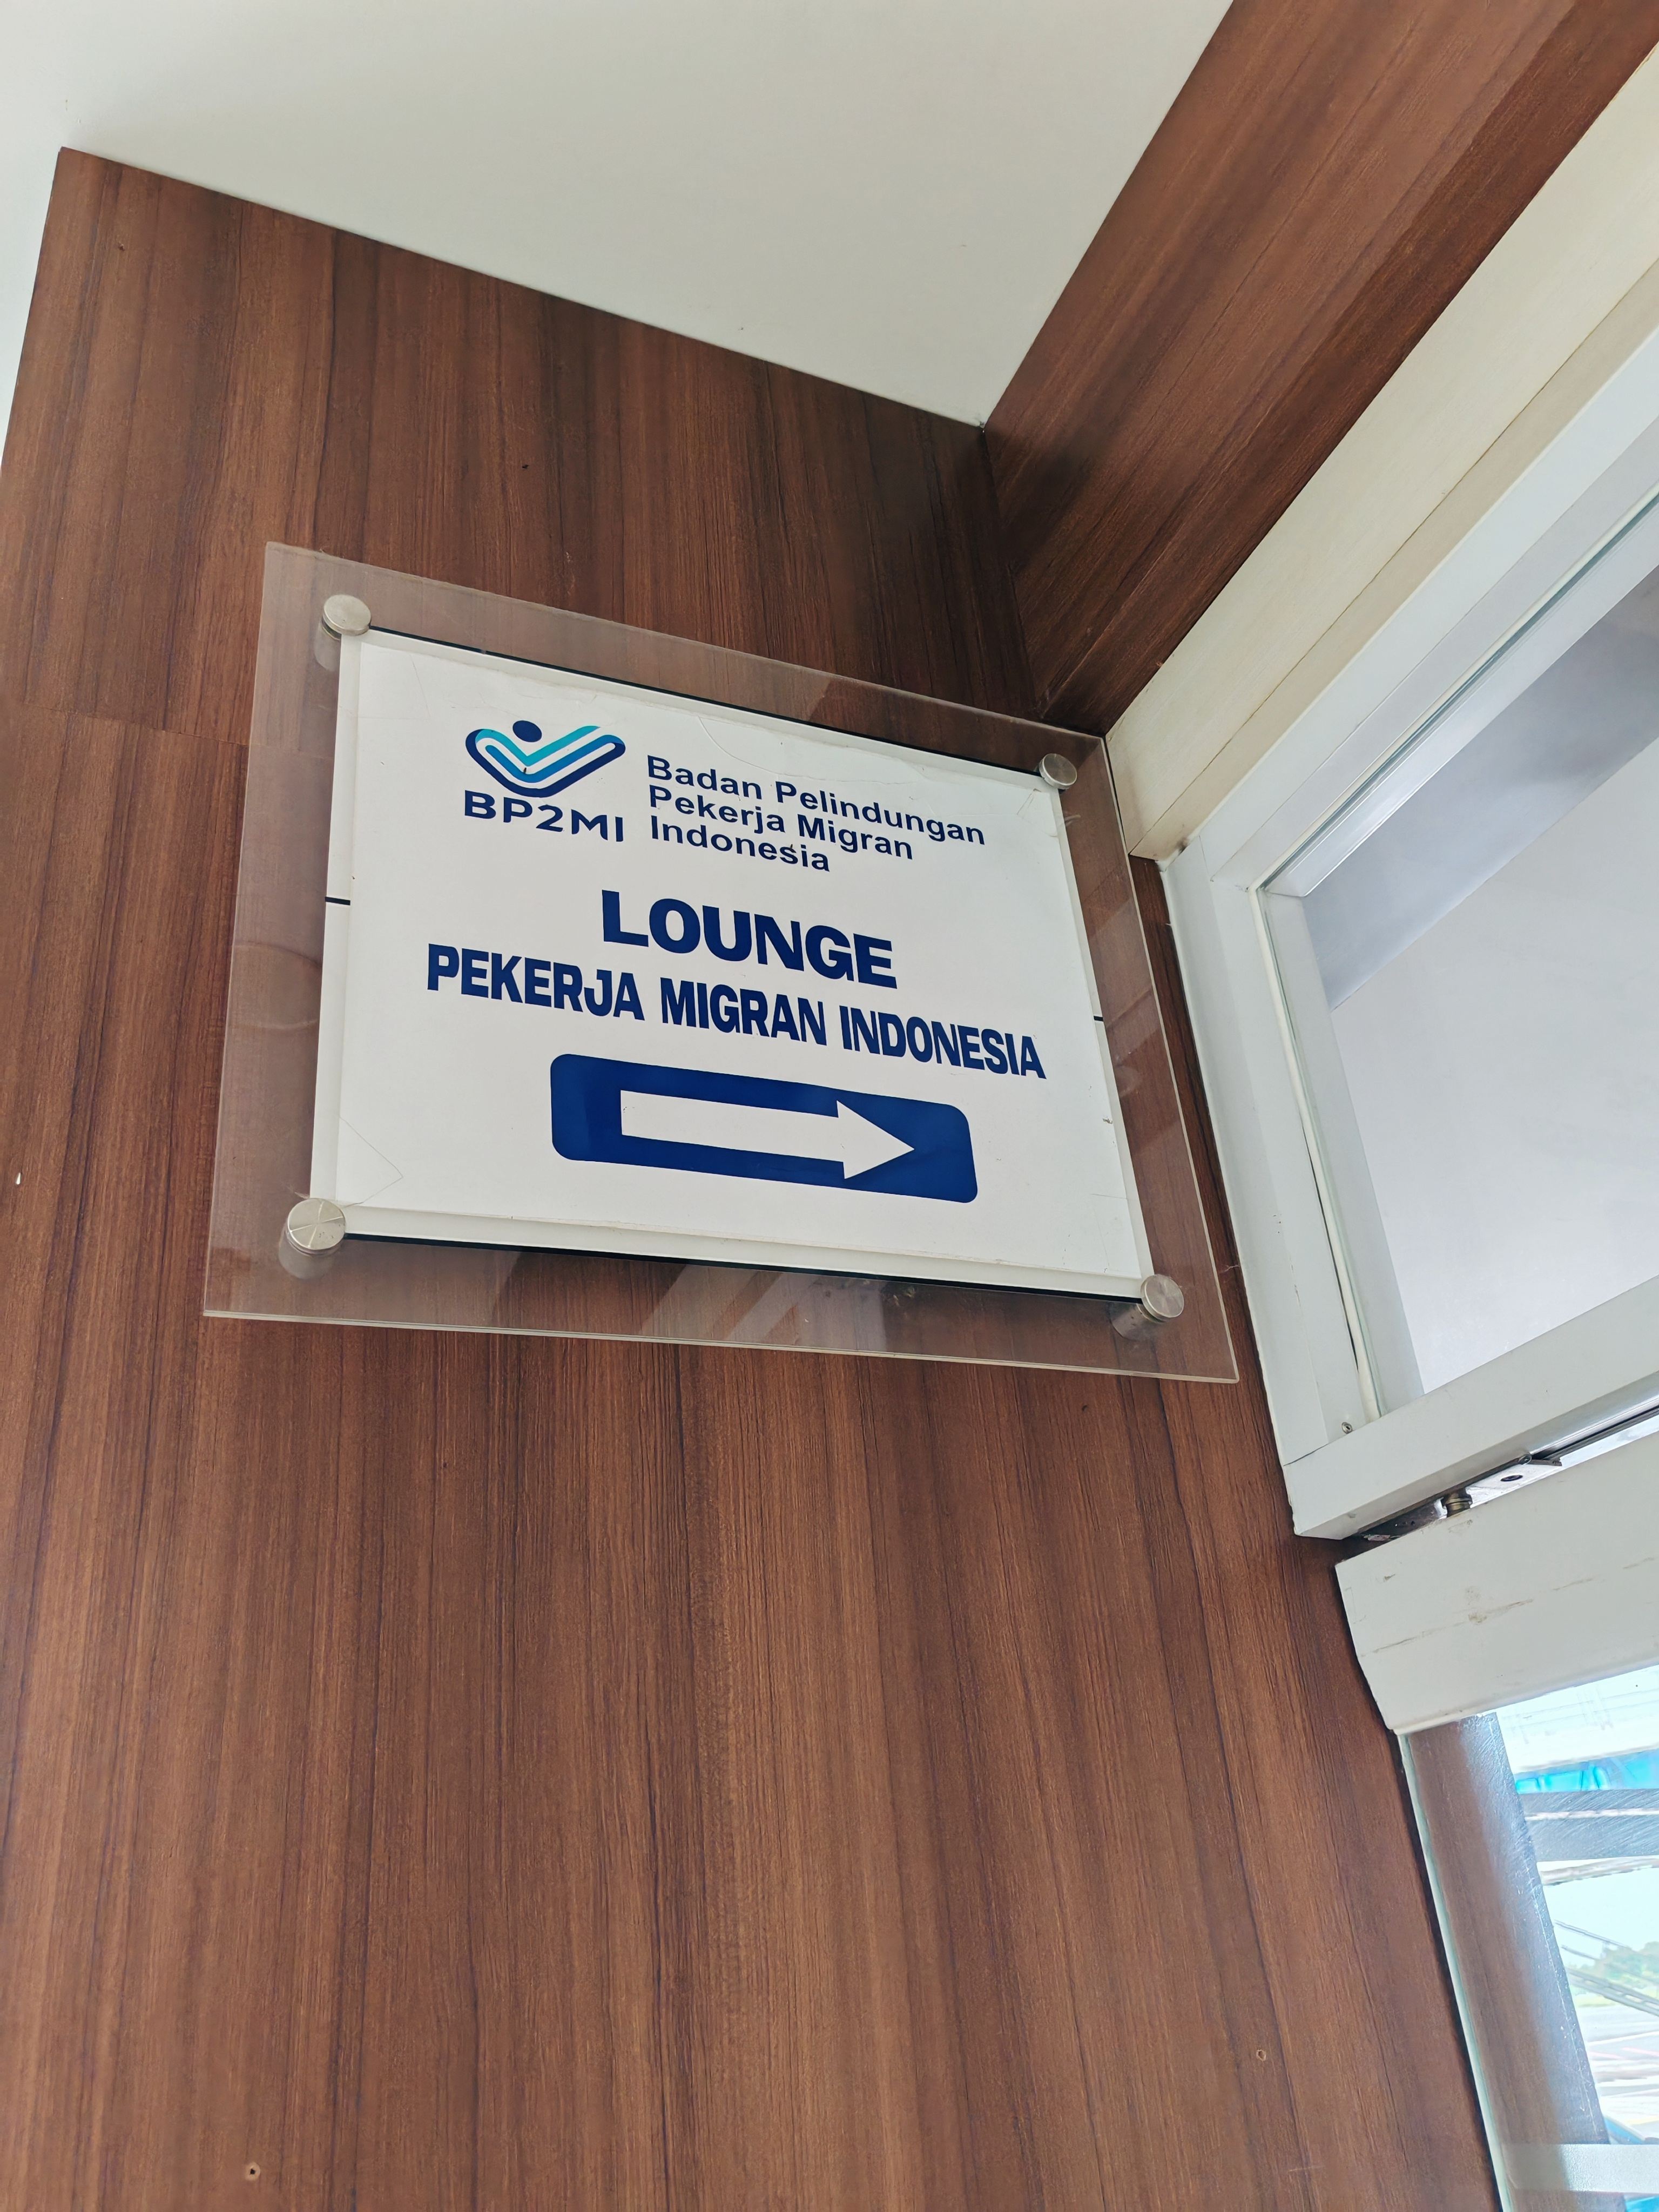 BP2MI
Badan Pelindungan
Pekerja Migran
Indonesia
LOUNGE
PEKERJA MIGRAN INDONESIA